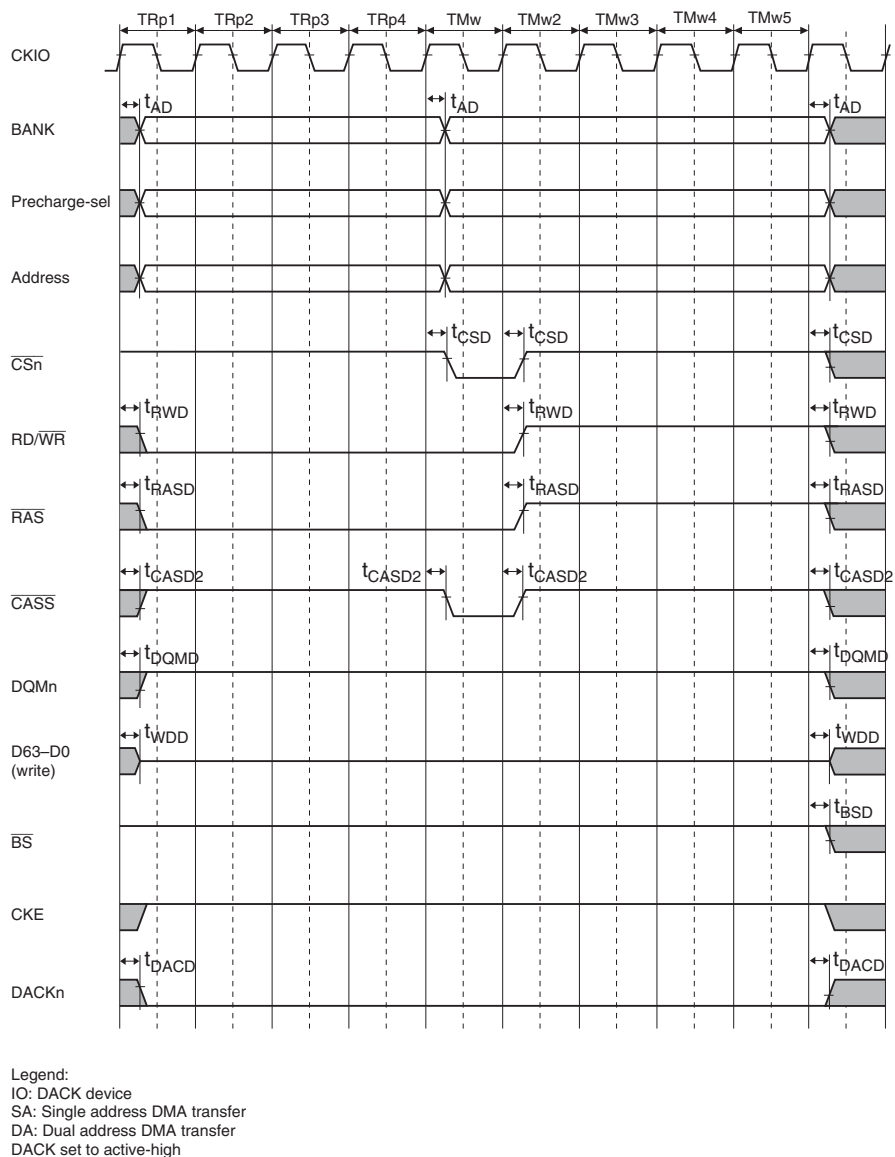 TRp1 TRp2 TRp3 TRp4 TMw TMw2 TMw3 TMw4 TMw5
CKIO
tAD tAD tAD
BANK
Precharge-sel
Address
tCSD tCSD tCSD
CSn
tRWD tRWD tRWD
RD/WR
tRASD tRASD tRASD
RAS
tCASD2 tCASD2 tCASD2 tCASD2
CASS
tDQMD tDQMD
DQMn
tWDD tWDD
D63–D0
(write)
tBSD
BS
CKE
tDACD tDACD
DACKn
Legend:
IO: DACK device
SA: Single address DMA transfer
DA: Dual address DMA transfer
DACK set to active-high